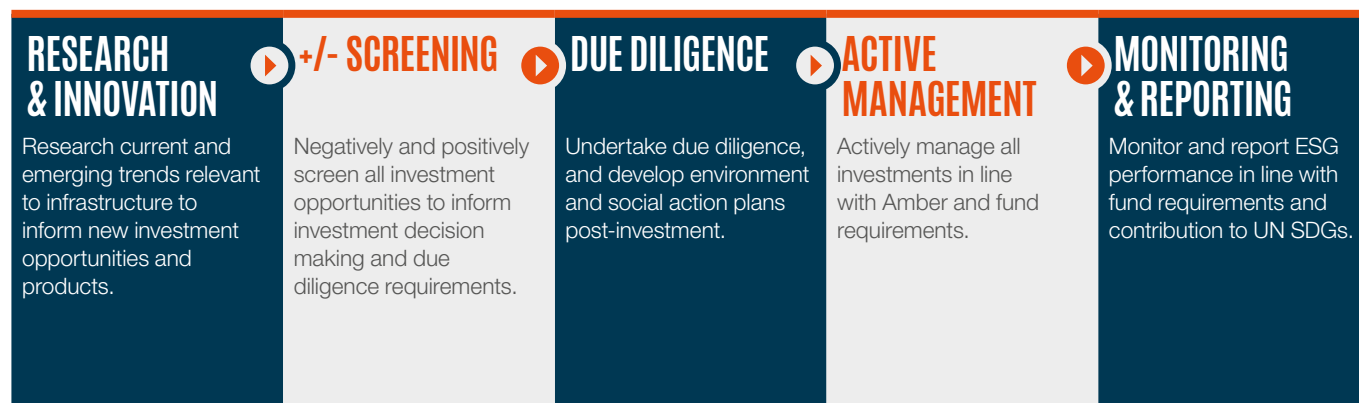 RESEARCH
& INNOVATION
Research current and
emerging trends relevant
to infrastructure to
inform new investment
opportunities and
products.
+/- SCREENING
Negatively and positively
screen all investment
opportunities to inform
investment decision
making and due
diligence requirements.
DUE DILIGENCE
Undertake due diligence,
and develop environment
and social action plans
post-investment.
ACTIVE
MANAGEMENT
Actively manage all
investments in line
with Amber and fund
requirements.
MONITORING
& REPORTING
Monitor and report ESG
performance in line with
fund requirements and
contribution to UN SDGs.